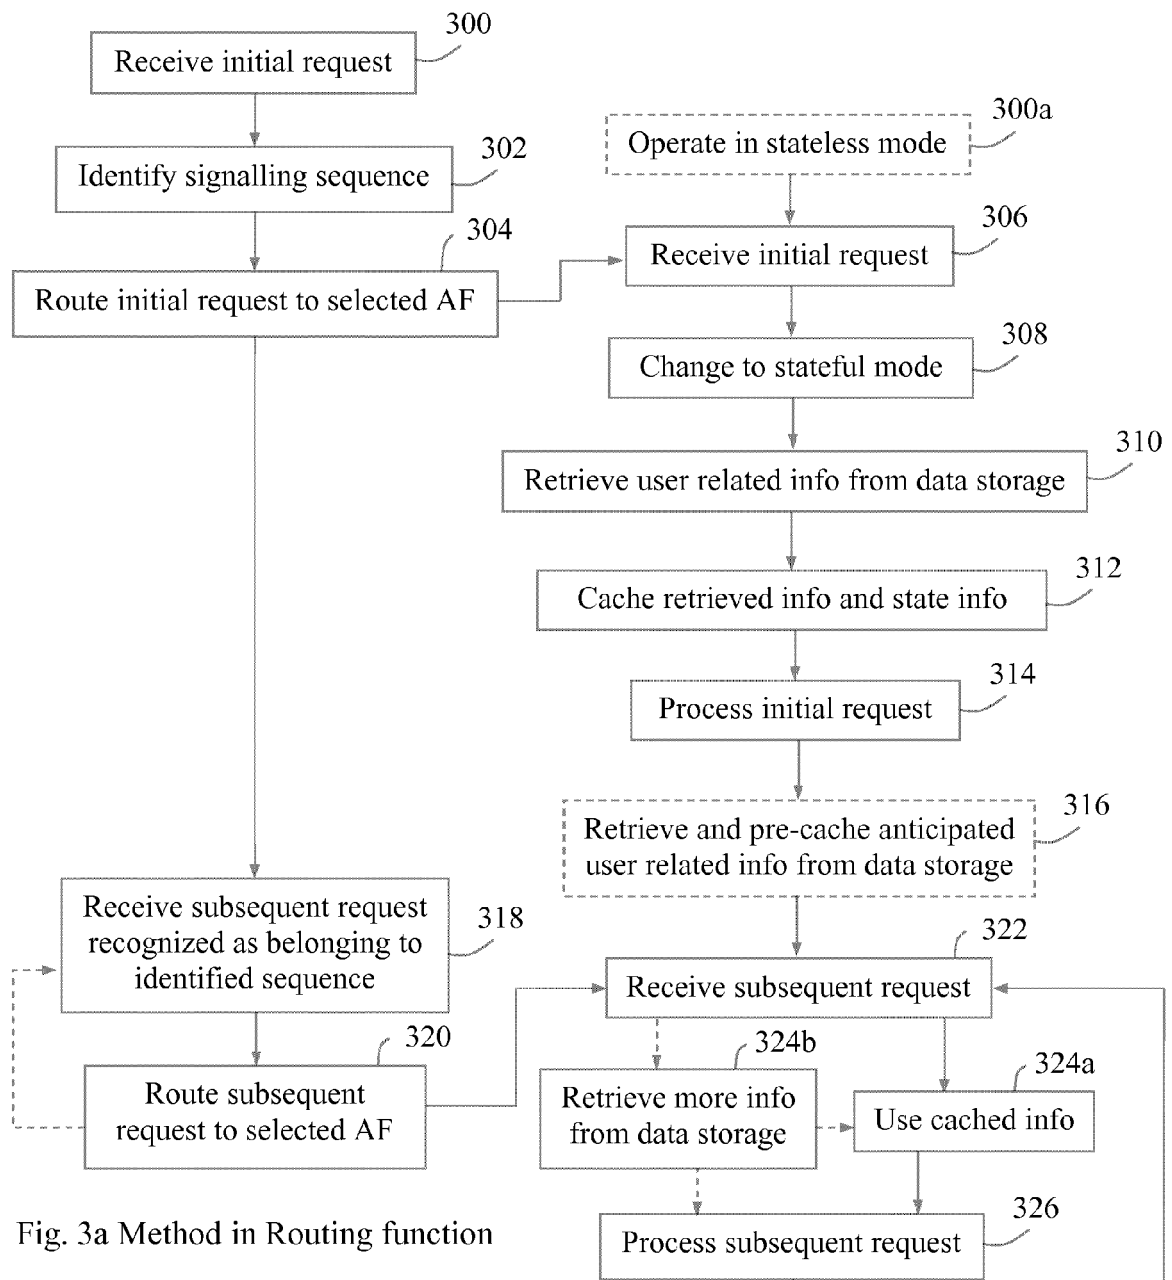 300
Receive initial request
300a
Operate in stateless mode
302
Identify signalling sequence
304
Route initial request to selected AF
306
Receive initial request
308
Change to stateful mode
310
Retrieve user related info from data storage
312
Cache retrieved info and state info
314
Process initial request
316
Retrieve and pre-cache anticipated
user related info from data storage
318
Receive subsequent request
recognized as belonging to
identified sequence
320
Route subsequent
request to selected AF
322
Receive subsequent request
324b
Retrieve more info
from data storage
324a
Use cached info
326
Process subsequent request
Fig. 3a Method in Routing function